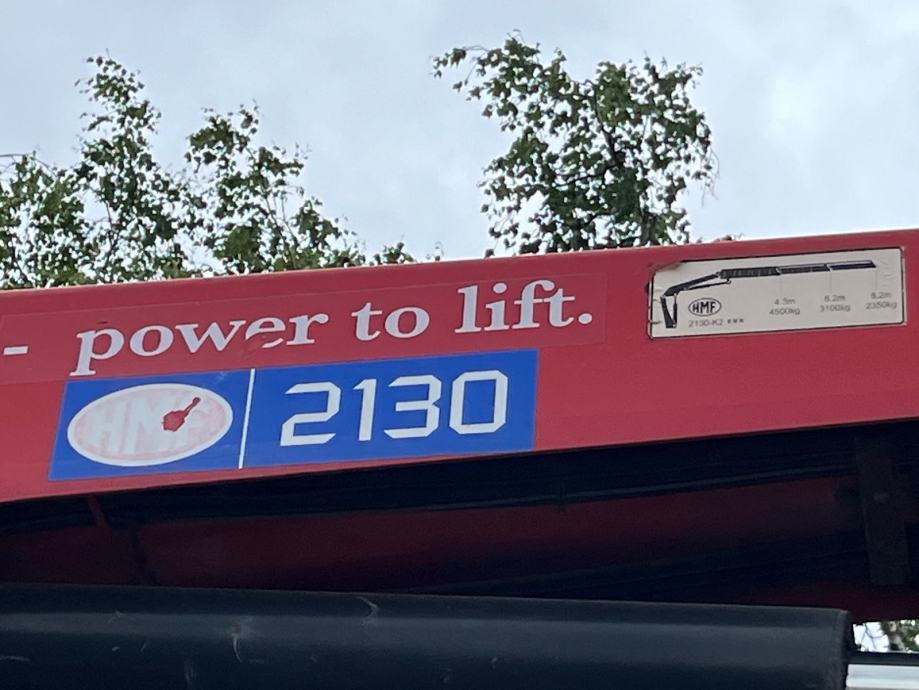 - power to lift.
HMF 2130
HMF
2130-K2
4.3m 6.2m 8.2m
4500kg 3100kg 2350kg